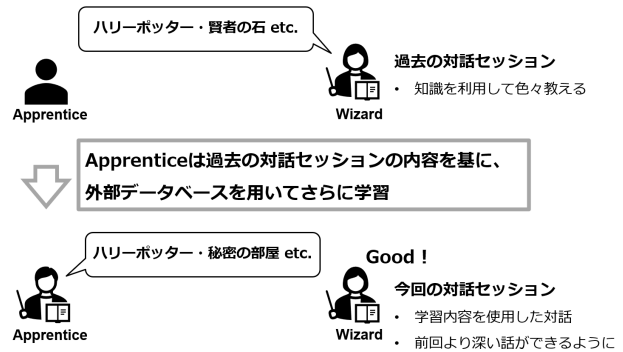 ハリーポッター・賢者の石 etc.
過去の対話セッション
• 知識を利用して色々教える
Apprentice
Wizard
Apprenticeは過去の対話セッションの内容を基に、
外部データベースを用いてさらに学習
ハリーポッター・秘密の部屋 etc.
Good！
今回の対話セッション
• 学習内容を使用した対話
• 前回より深い話ができるように
Apprentice
Wizard